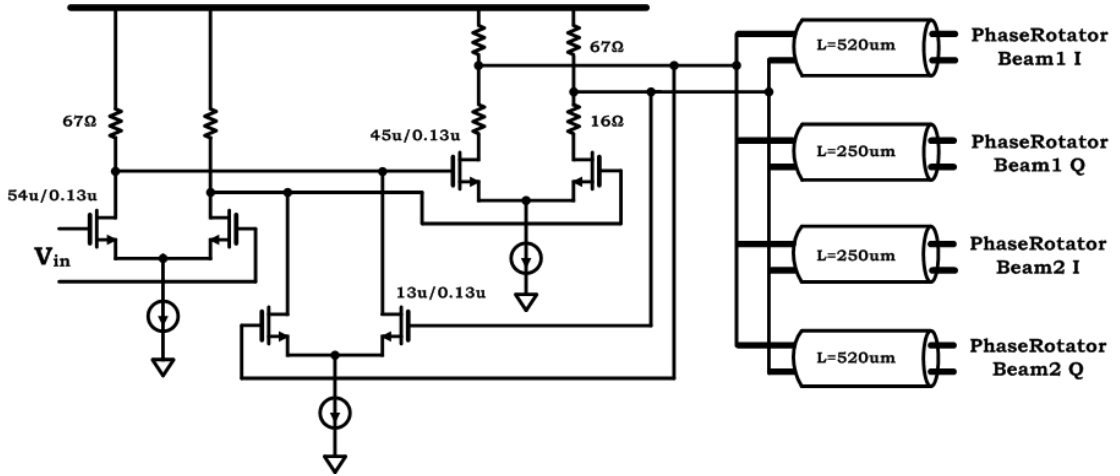 67Ω
54u/0.13u
Vin
13u/0.13u
45u/0.13u
67Ω
16Ω
L=520um
PhaseRotator
Beam1 I
L=250um
PhaseRotator
Beam1 Q
L=250um
PhaseRotator
Beam2 I
L=520um
PhaseRotator
Beam2 Q